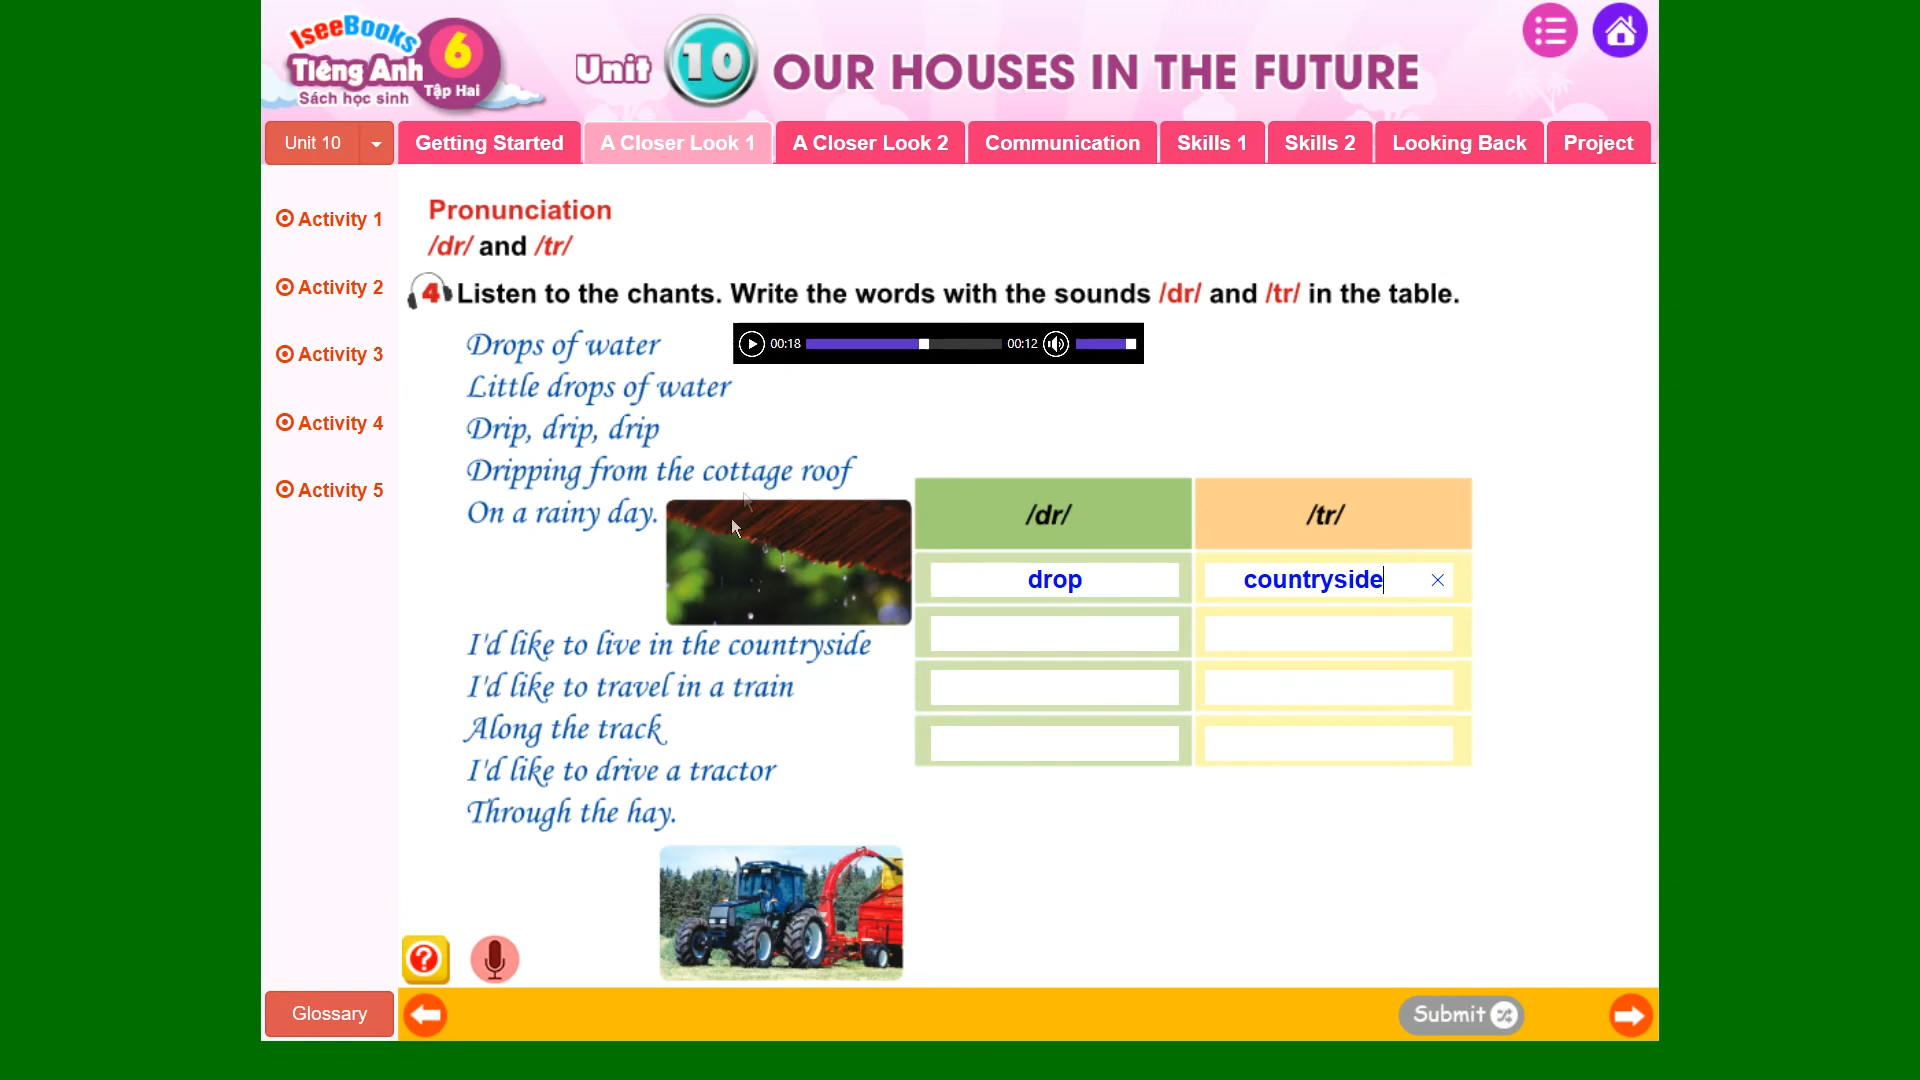 IseeBooks
Tiếng Anh 6
Sách học sinh Tập Hai
Unit 10 OUR HOUSES IN THE FUTURE
Unit 10
Getting Started
A Closer Look 1
A Closer Look 2
Communication
Skills 1
Skills 2
Looking Back
Project
Activity 1
Activity 2
Activity 3
Activity 4
Activity 5
Pronunciation
/dr/ and /tr/
4 Listen to the chants. Write the words with the sounds /dr/ and /tr/ in the table.
00:18 00:12
Drops of water
Little drops of water
Drip, drip, drip
Dripping from the cottage roof
On a rainy day.
I'd like to live in the countryside
I'd like to travel in a train
Along the track
I'd like to drive a tractor
Through the hay.
/dr/ /tr/
drop countryside
Glossary
Submit